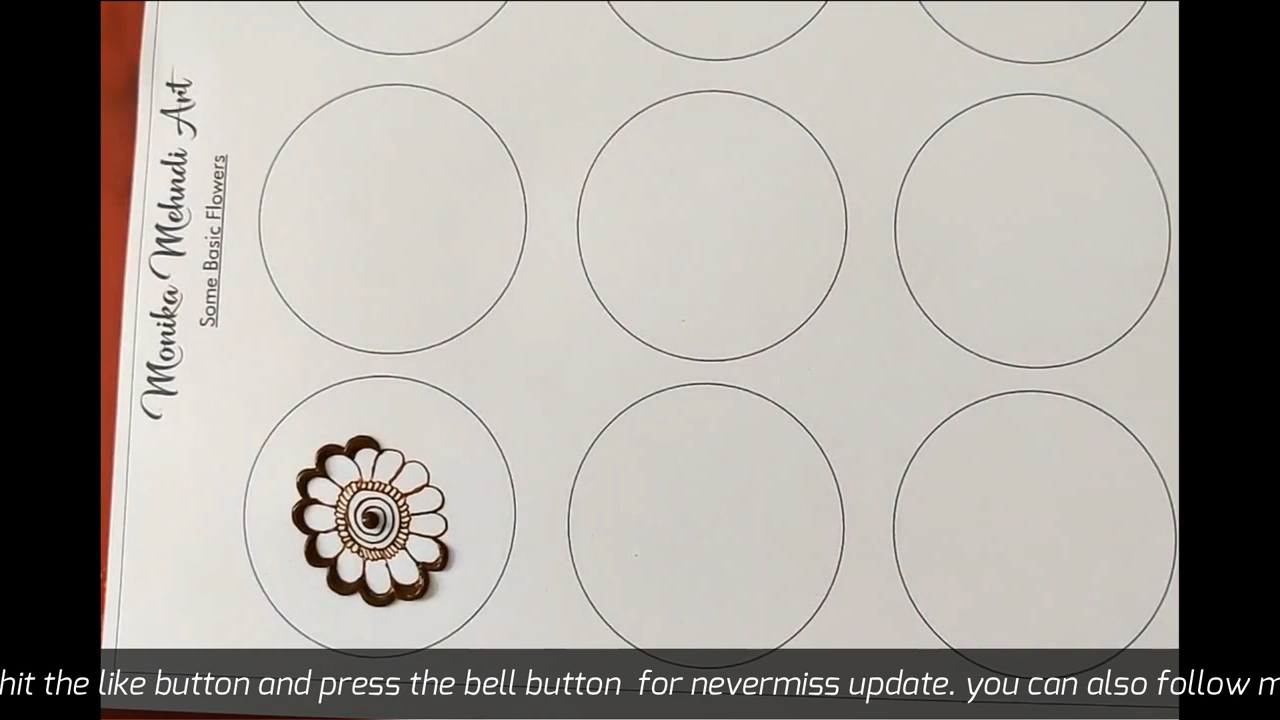 Monika Mehndi Art
Some Basic Flowers
hit the like button and press the bell button for nevermiss update. you can also follow m